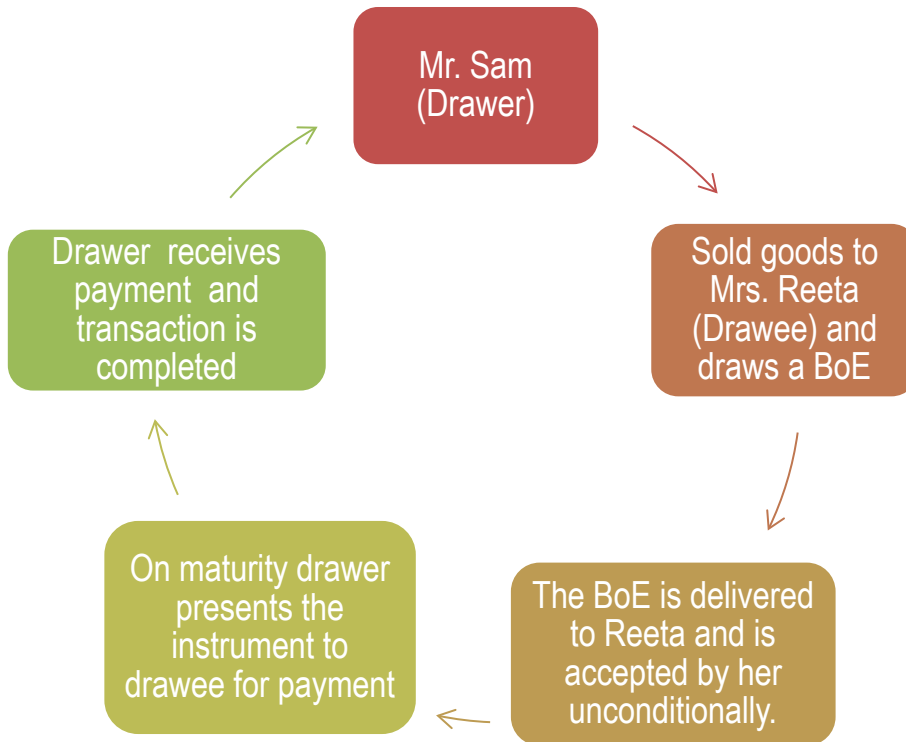 Mr. Sam
(Drawer)
Sold goods to
Mrs. Reeta
(Drawee) and
draws a BoE
The BoE is delivered
to Reeta and is
accepted by her
unconditionally.
On maturity drawer
presents the
instrument to
drawee for payment
Drawer receives
payment and
transaction is
completed